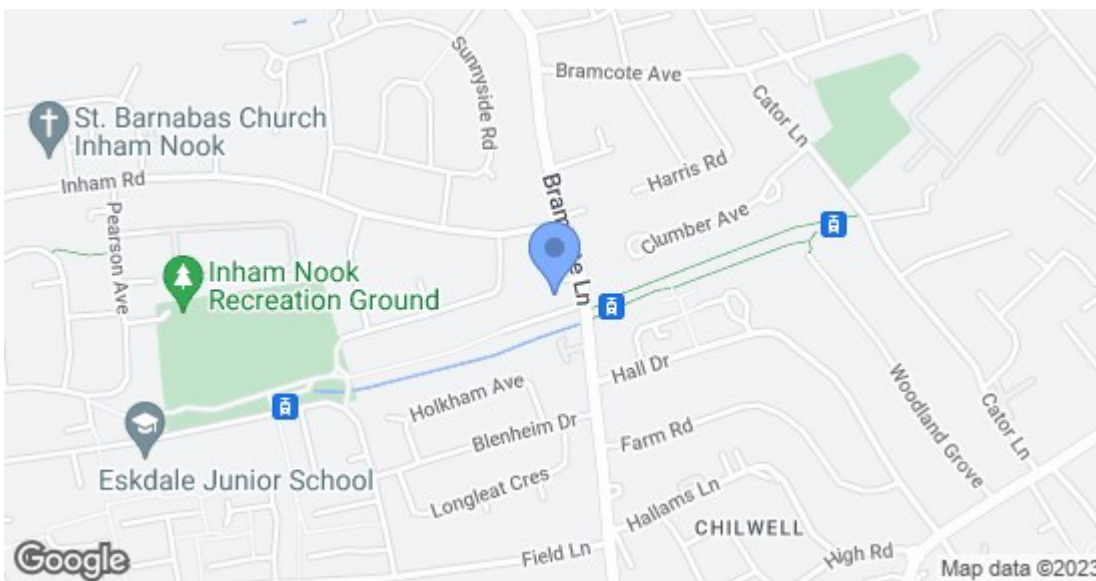 Sunnyside Rd
Bramcote Ave
Cator Ln
St. Barnabas Church
Inham Nook
Harris Rd
Inham Rd
Pearson Ave
Clumber Ave
Inham Nook
Recreation Ground
Hall Dr
Holkham Ave
Woodland Grove
Blenheim Dr
Farm Rd
Cator Ln
Eskdale Junior School
Longleat Cres
Hallams Ln
CHILWELL
Field Ln
High Rd
Google
Map data ©2023